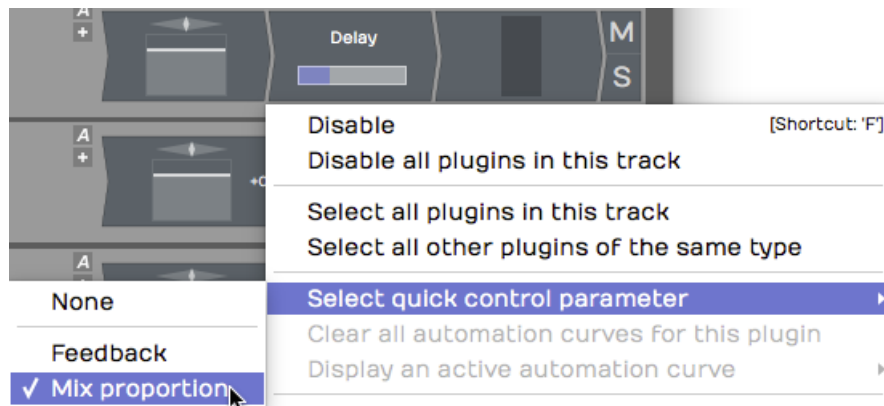 A
+
Delay
M
S
Disable [Shortcut: 'F']
Disable all plugins in this track
A
+
Select all plugins in this track
Select all other plugins of the same type
A
None
Select quick control parameter
Clear all automation curves for this plugin
Feedback
Display an active automation curve
✓ Mix proportion